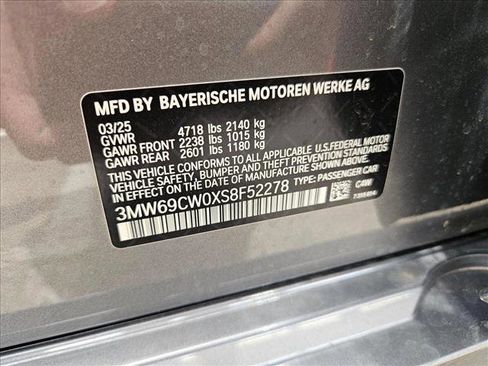 MFD BY BAYERISCHE MOTOREN WERKE AG
03/25
GVWR 4718 lbs 2140 kg
GAWR FRONT 2238 lbs 1015 kg
GAWR REAR 2601 lbs 1180 kg
THIS VEHICLE CONFORMS TO ALL APPLICABLE U.S.FEDERAL MOTOR
VEHICLE SAFETY, BUMPER, AND THEFT PREVENTION STANDARDS
IN EFFECT ON THE DATE OF MANUFACTURE SHOWN ABOVE.
3MW69CW0XS8F52278 TYPE: PASSENGER CAR
C4W